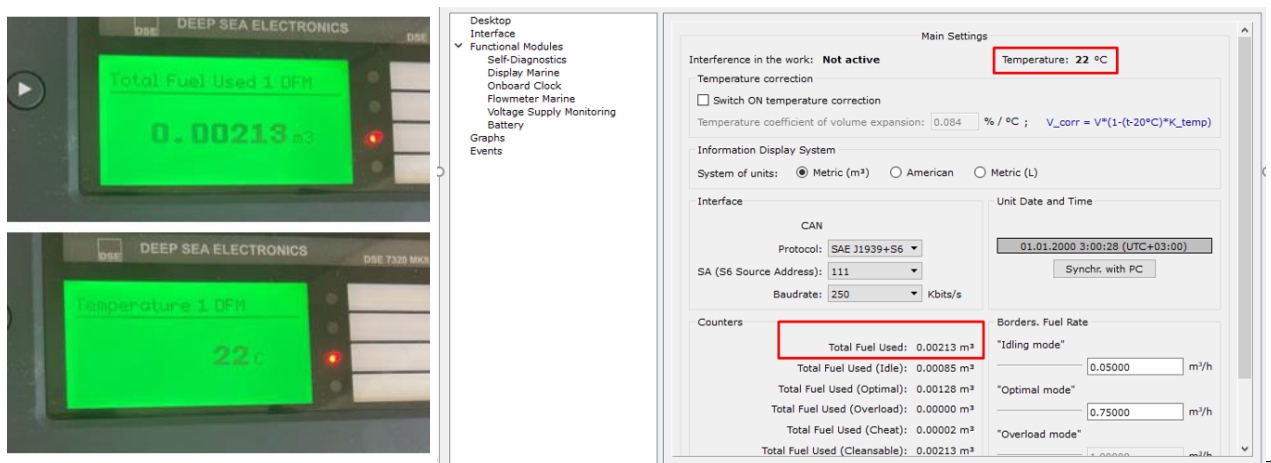 DSE
DEEP SEA ELECTRONICS
DSE
Total Fuel Used 1 DFM
0.00213 m3
DSE
DEEP SEA ELECTRONICS
DSE 7320 MKII
Temperature 1 DFM
22 c
Desktop
Interface
Functional Modules
Self-Diagnostics
Display Marine
Onboard Clock
Flowmeter Marine
Voltage Supply Monitoring
Battery
Graphs
Events
Main Settings
Interference in the work: Not active
Temperature: 22 ºC
Temperature correction
Switch ON temperature correction
Temperature coefficient of volume expansion: 0.084 % / ºC ; V_corr = V*(1-(t-20ºC)*K_temp)
Information Display System
System of units: Metric (m³) American Metric (L)
Interface
CAN
Protocol: SAE J1939+S6
SA (S6 Source Address): 111
Baudrate: 250 Kbits/s
Unit Date and Time
01.01.2000 3:00:28 (UTC+03:00)
Synchr. with PC
Counters
Total Fuel Used: 0.00213 m³
Total Fuel Used (Idle): 0.00085 m³
Total Fuel Used (Optimal): 0.00128 m³
Total Fuel Used (Overload): 0.00000 m³
Total Fuel Used (Cheat): 0.00002 m³
Total Fuel Used (Cleansable): 0.00213 m³
Borders. Fuel Rate
"Idling mode"
0.05000 m³/h
"Optimal mode"
0.75000 m³/h
"Overload mode"